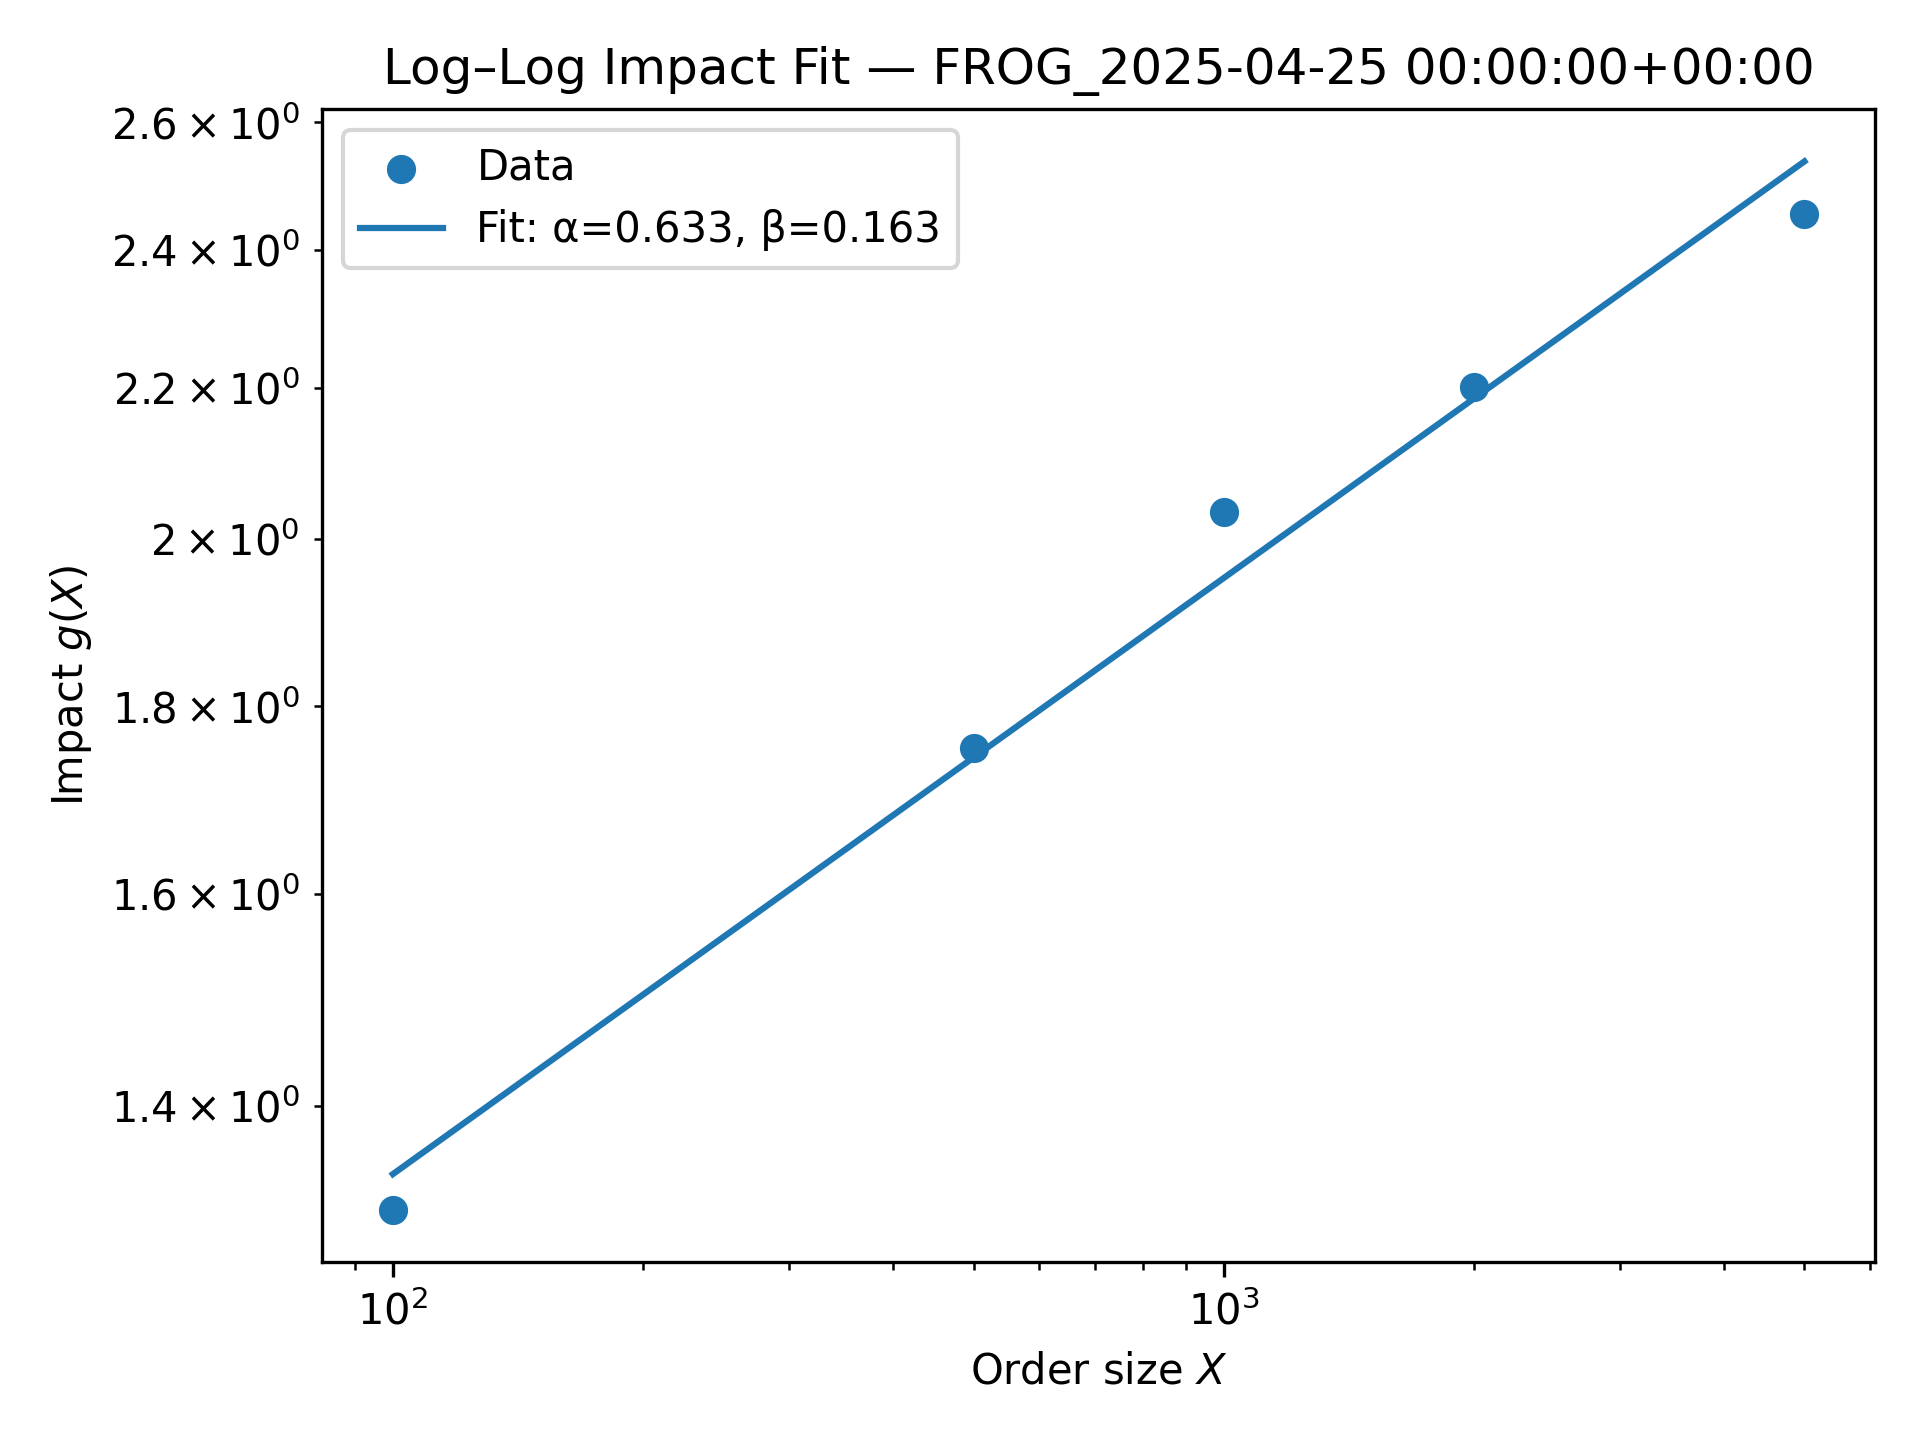 Log–Log Impact Fit — FROG_2025-04-25 00:00:00+00:00
Data
Fit: α=0.633, β=0.163
2.6 × 10⁰
2.4 × 10⁰
2.2 × 10⁰
2 × 10⁰
1.8 × 10⁰
1.6 × 10⁰
1.4 × 10⁰
Impact g(X)
10² 10³
Order size X